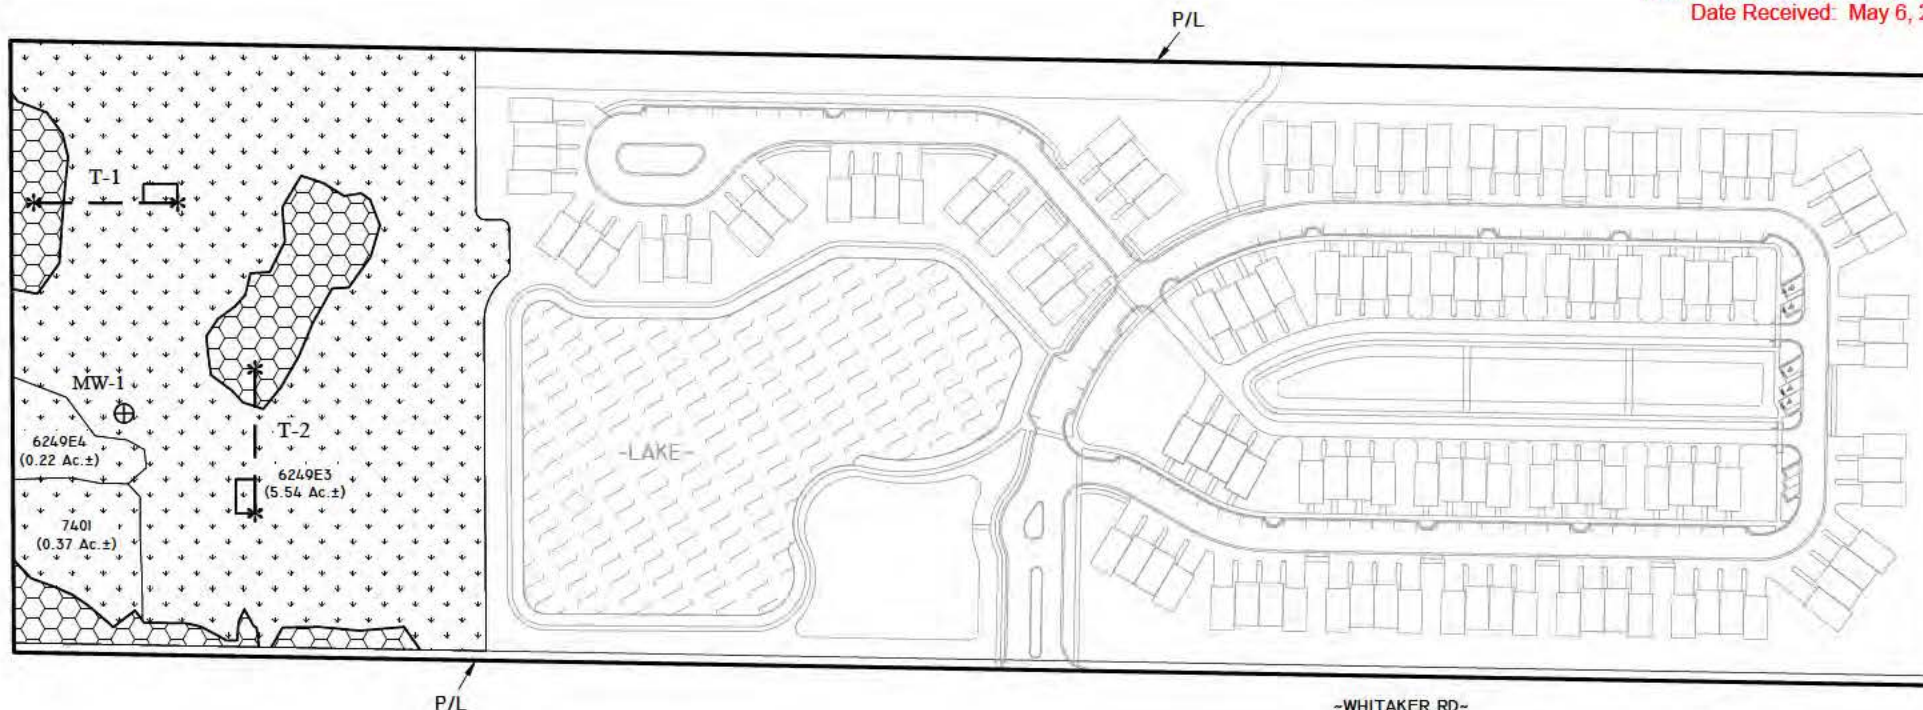 Date Received: May 6, 2
P/L
T-1
MW-1
6249E4
(0.22 Ac.±)
T-2
6249E3
(5.54 Ac.±)
7401
(0.37 Ac.±)
-LAKE-
P/L
~WHITAKER RD~